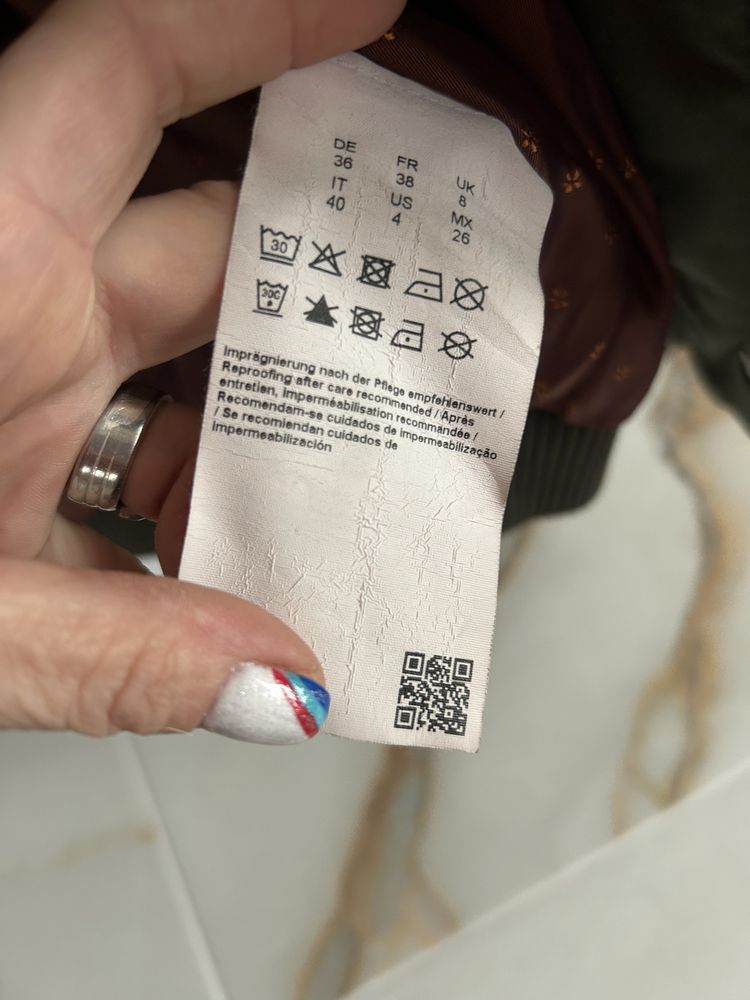 DE FR UK
36 38 8
IT US MX
40 4 26
30
30C
Imprägnierung nach der Pflege empfehlenswert /
Reproofing after care recommended / Après
entretien, imperméabilisation recommandée /
Recomendam-se cuidados de impermeabilização
/ Se recomiendan cuidados de
impermeabilización